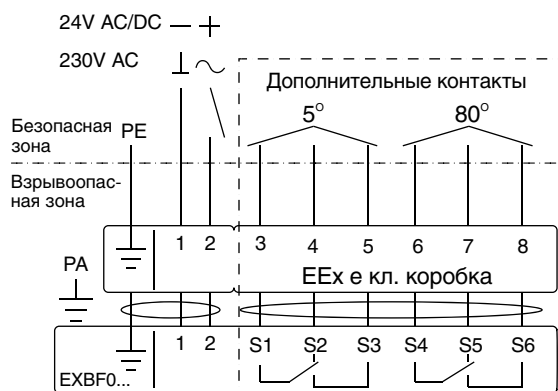 24V AC/DC — +
230V AC ⊥ ~
Дополнительные контакты
5° 80°
Безопасная зона
PE
Взрывоопас-
ная зона
1 2 3 4 5 6 7 8
PA
EEx e кл. коробка
1 2 S1 S2 S3 S4 S5 S6
EXBF0...